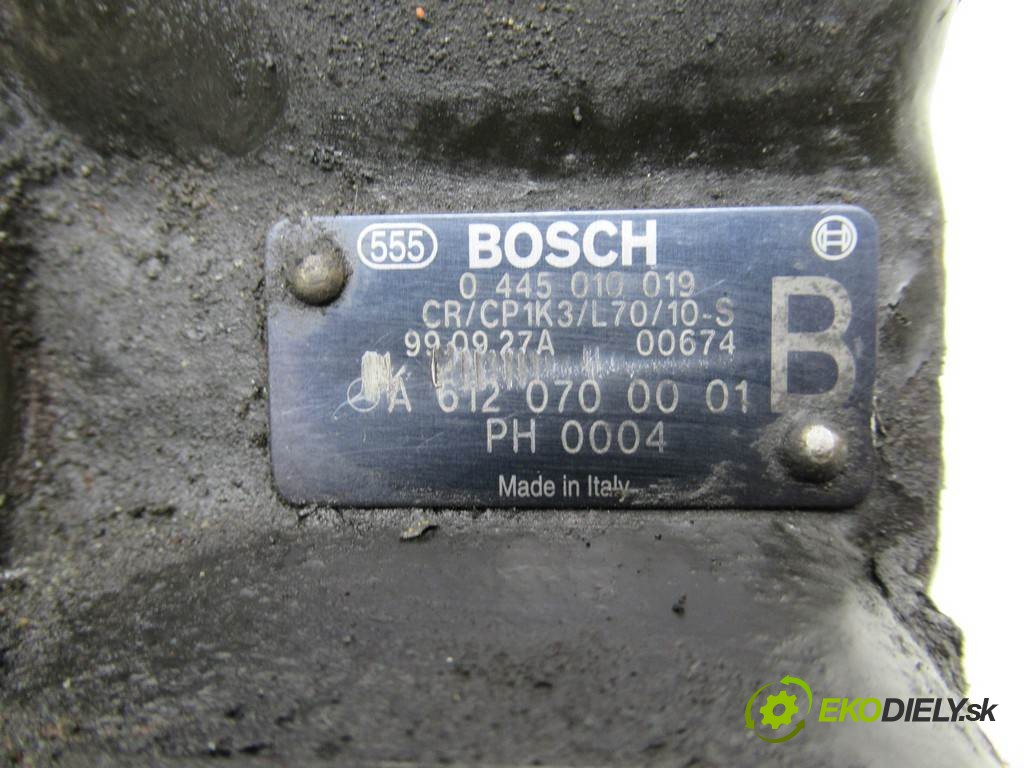 555 BOSCH
0 445 010 019
CR/CP1K3/L70/10-S
99.09.27A 00674
B
A 612 070 00 01
PH 0004
Made in Italy
EKODIELY.sk